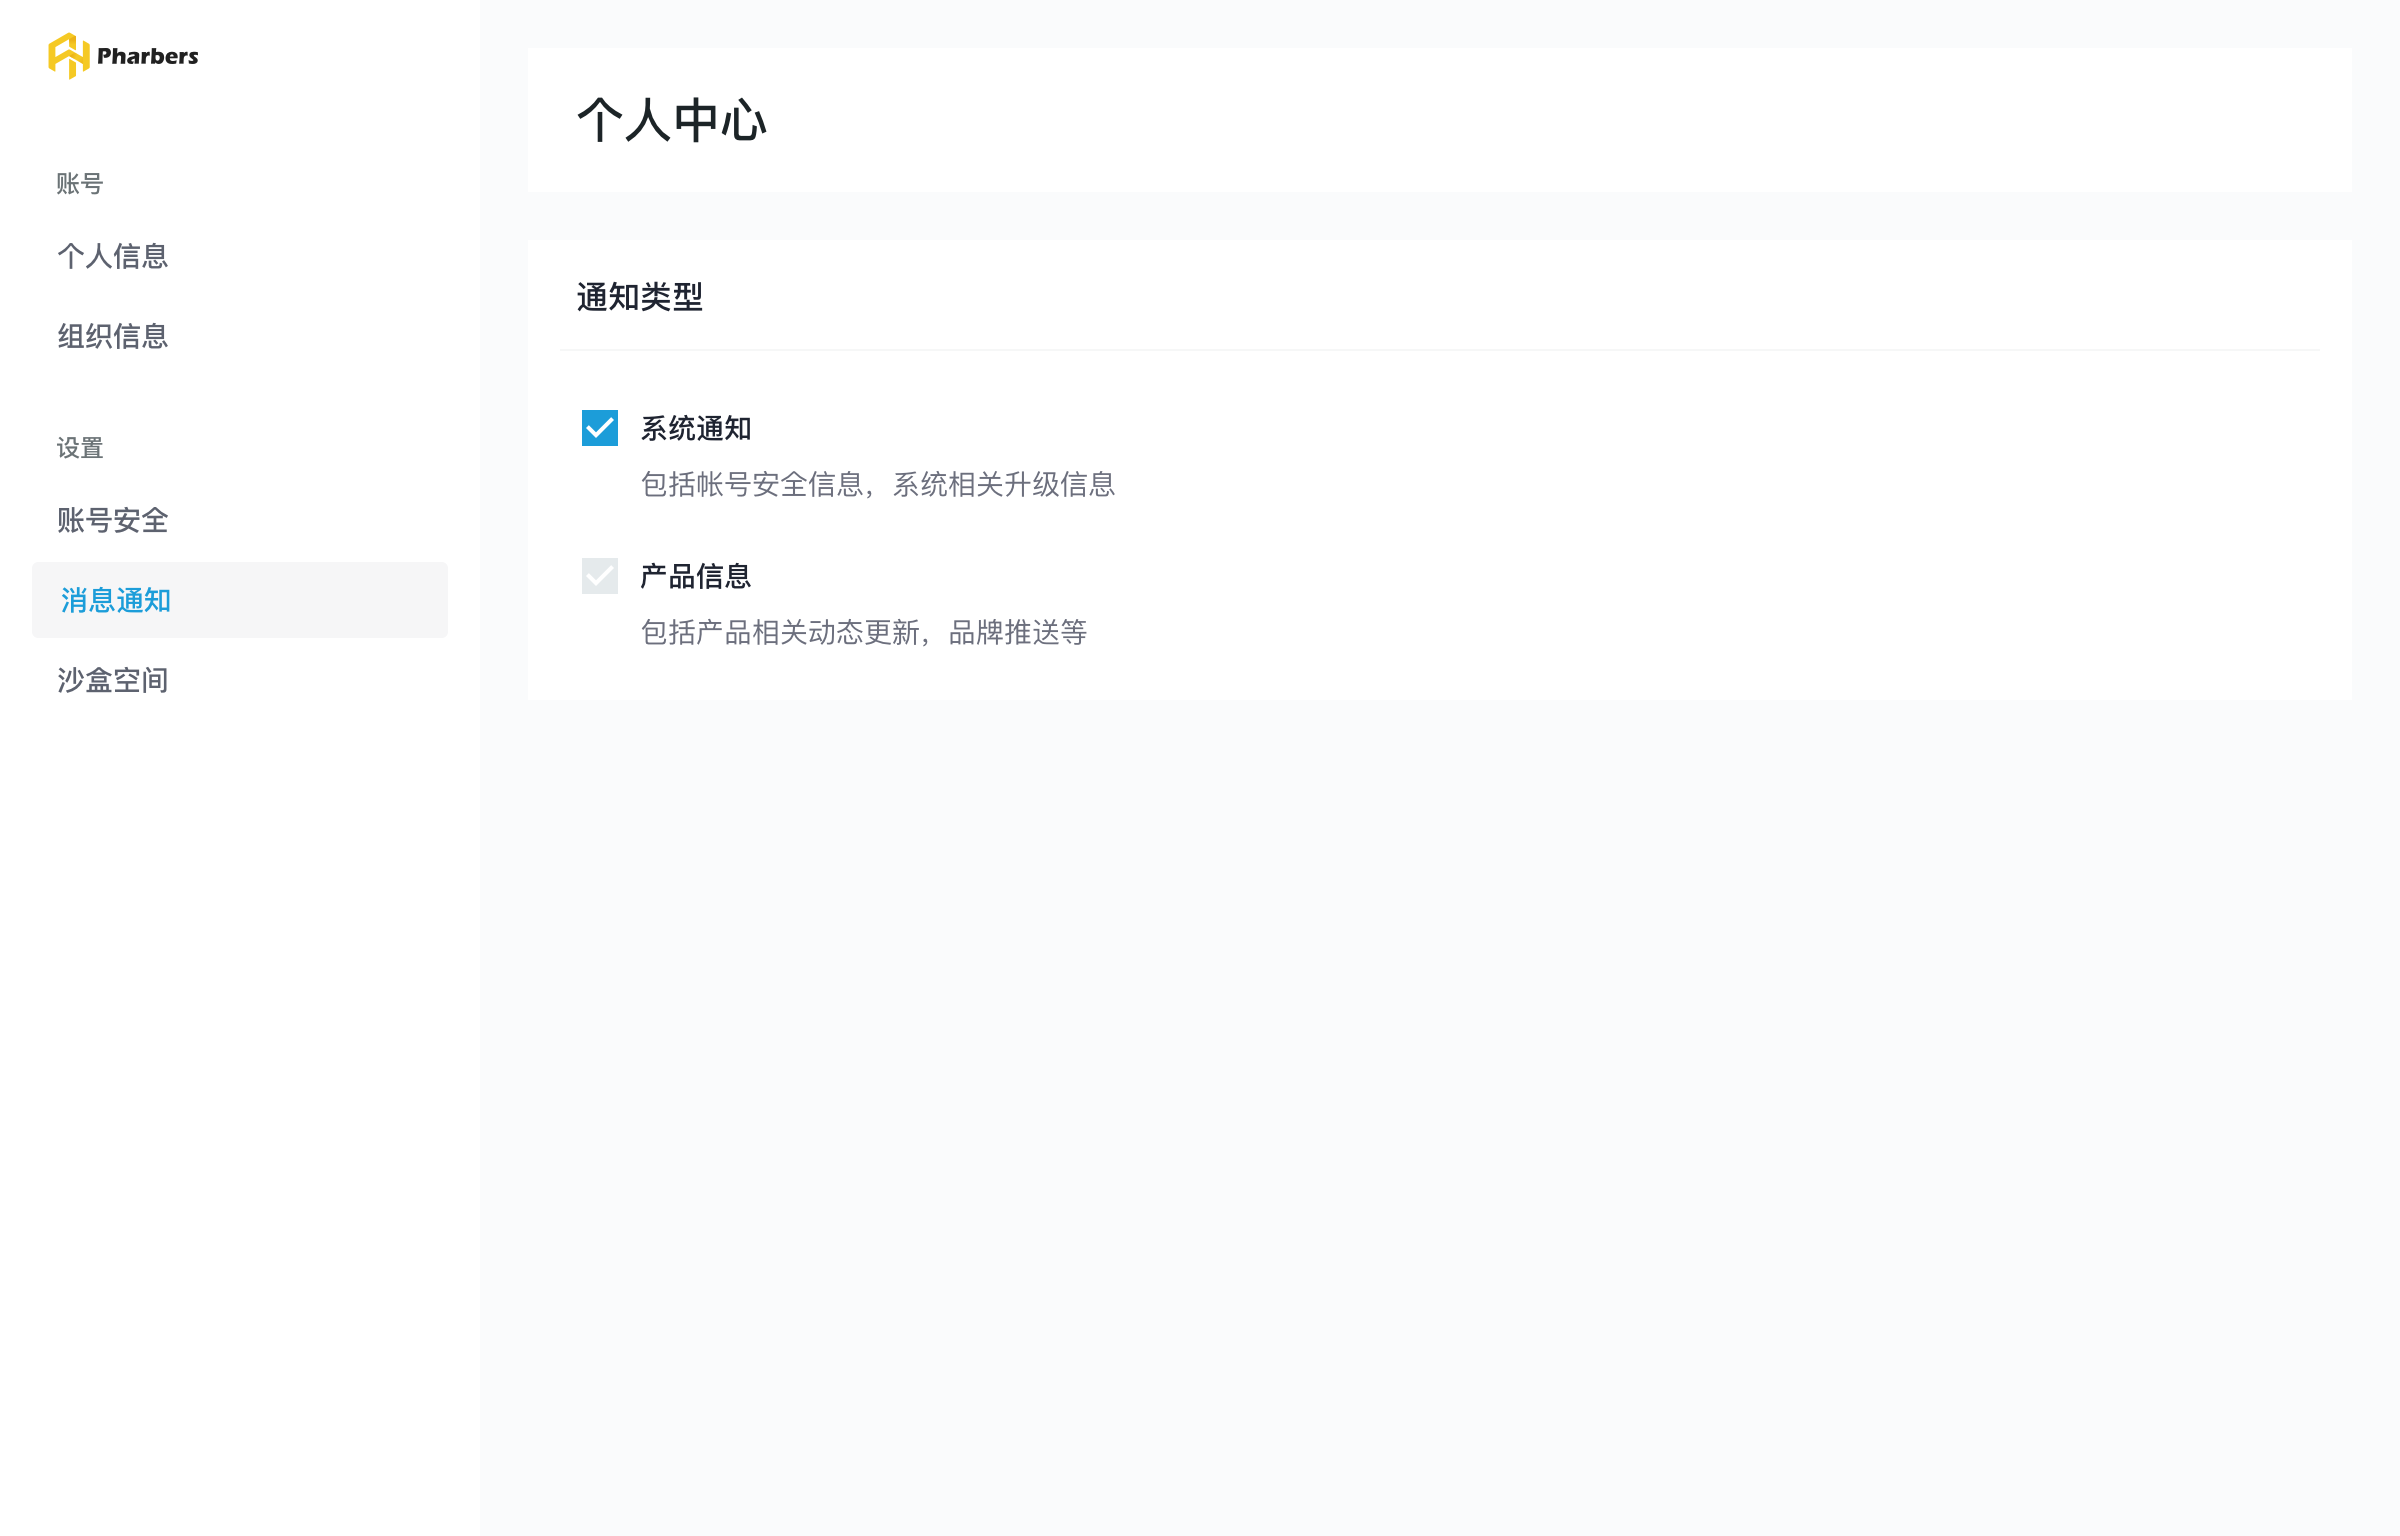 Pharbers
账号
个人信息
组织信息
设置
账号安全
消息通知
沙盒空间
个人中心
通知类型
系统通知
包括帐号安全信息，系统相关升级信息
产品信息
包括产品相关动态更新，品牌推送等